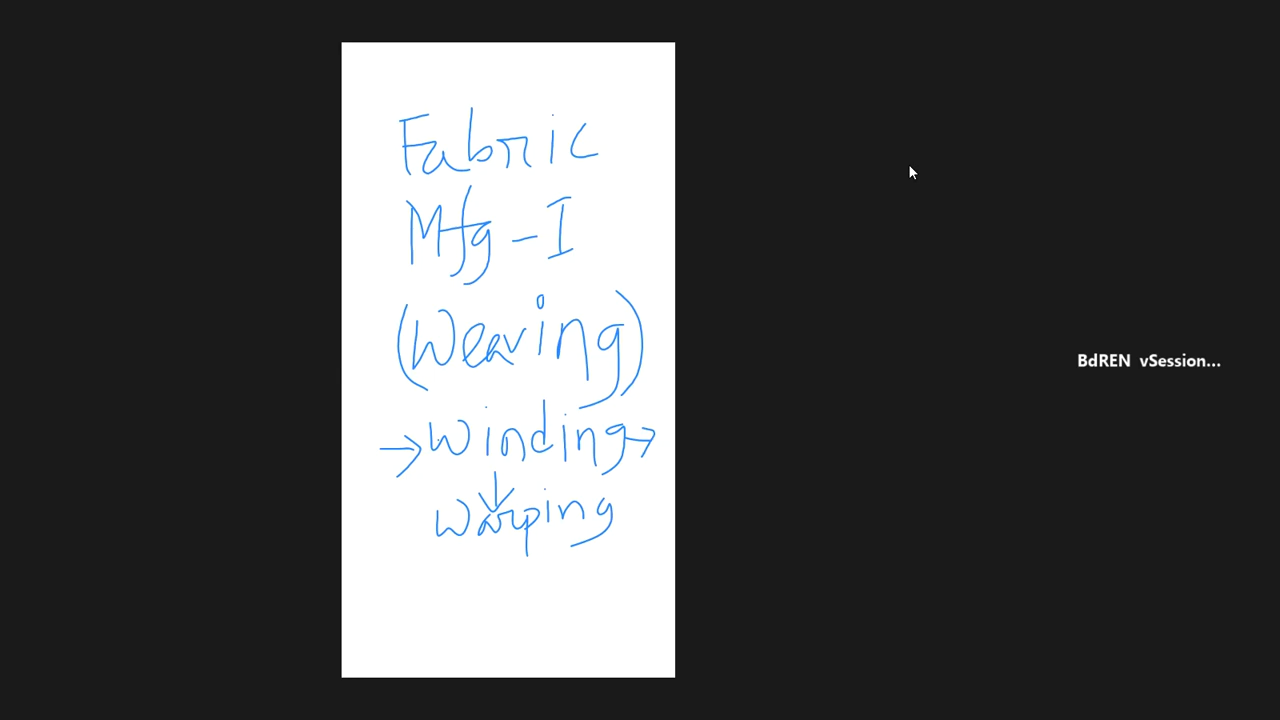 Fabric
Mfg-I
(Weaving)
→Winding→
↓
Warping
BdREN vSession...